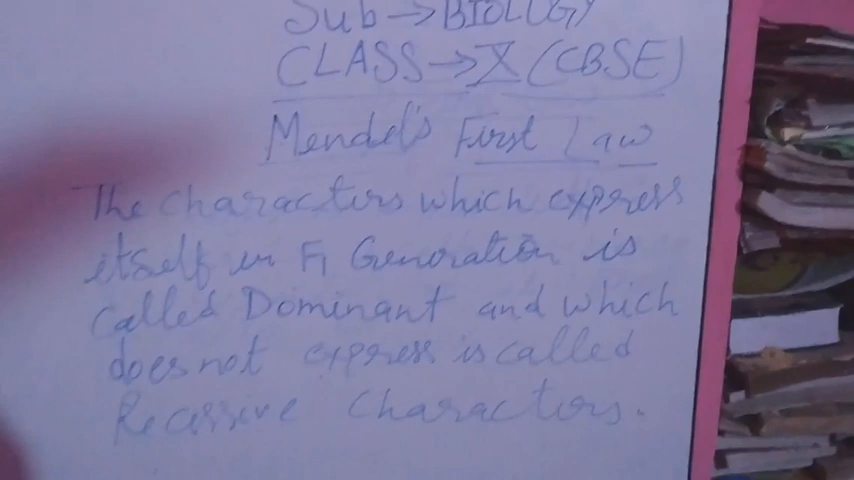 Sub → BIOLOGY
CLASS → X (CBSE)
Mendel's First Law
The characters which express
itself in F1 Generation is
called Dominant and which
does not express is called
Recessive Characters.